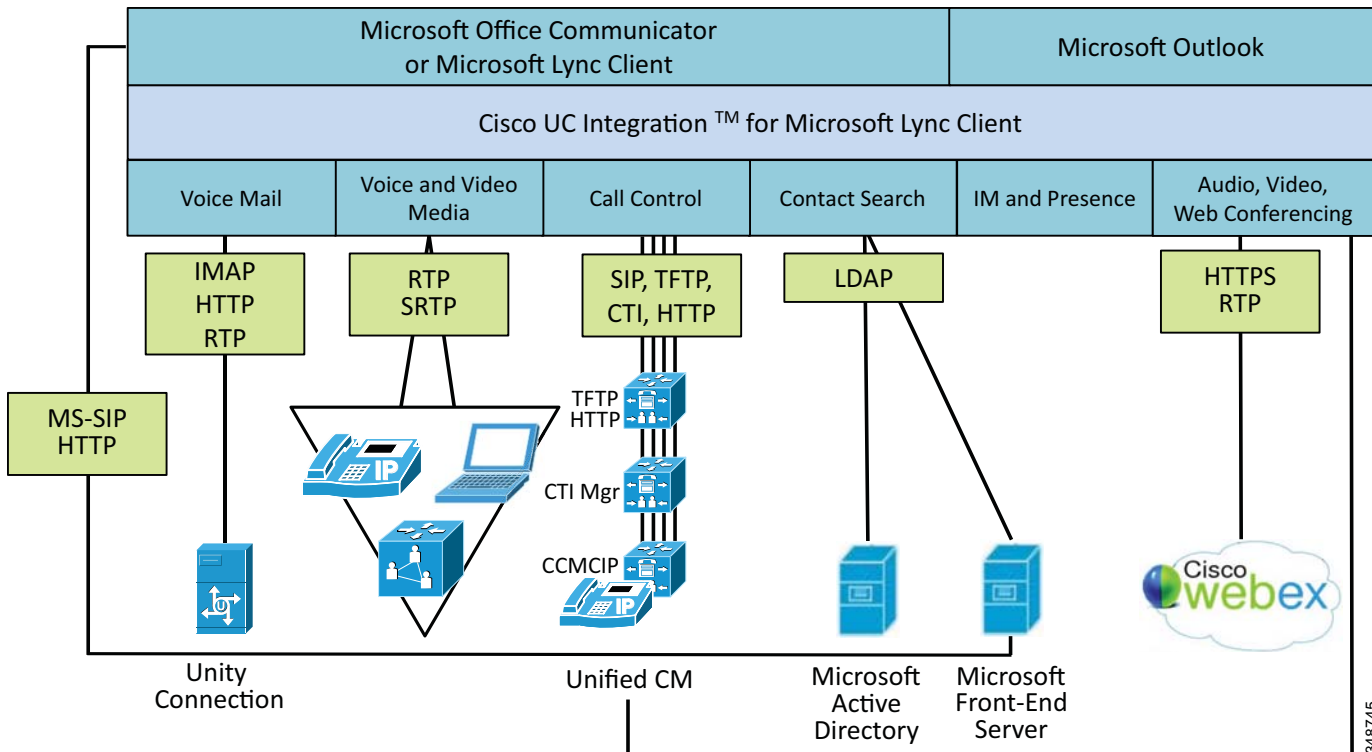 Microsoft Office Communicator
or Microsoft Lync Client
Microsoft Outlook
Cisco UC Integration TM for Microsoft Lync Client
Voice Mail
Voice and Video
Media
Call Control
Contact Search
IM and Presence
Audio, Video,
Web Conferencing
IMAP
HTTP
RTP
RTP
SRTP
SIP, TFTP,
CTI, HTTP
LDAP
HTTPS
RTP
MS-SIP
HTTP
TFTP
HTTP
IP
CTI Mgr
CCMCIP
IP
Cisco
webex
Unity
Connection
Unified CM
Microsoft
Active
Directory
Microsoft
Front-End
Server
248745